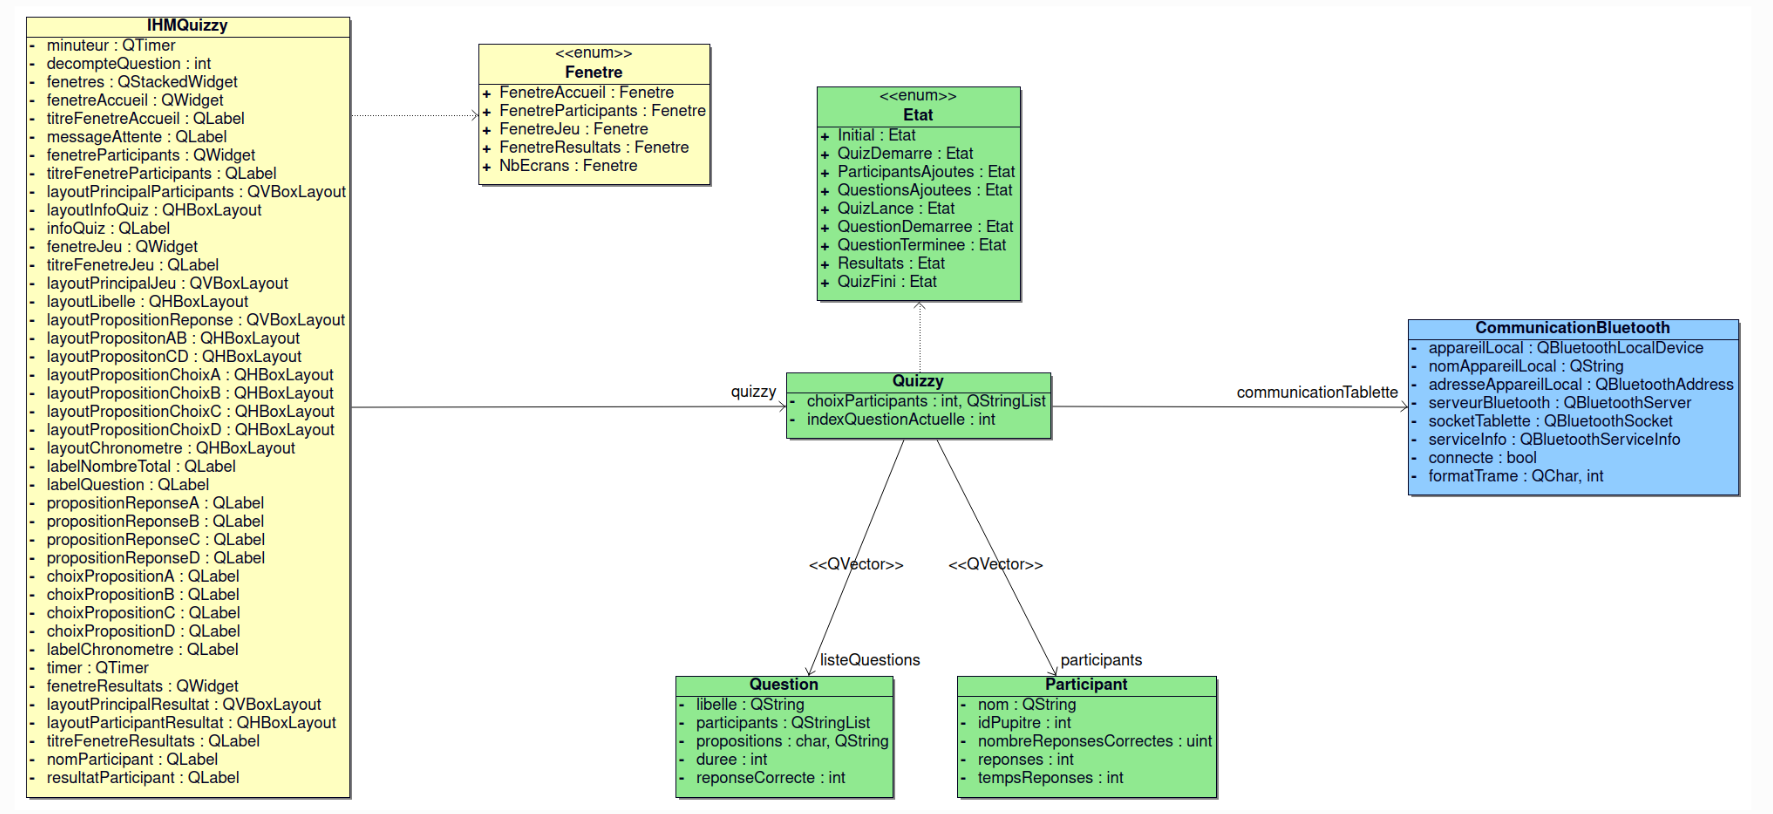 IHMQuizzy
- minuteur : QTimer
- decompteQuestion : int
- fenetres : QStackedWidget
- fenetreAccueil : QWidget
- titreFenetreAccueil : QLabel
- messageAttente : QLabel
- fenetreParticipants : QWidget
- titreFenetreParticipants : QLabel
- layoutPrincipalParticipants : QVBoxLayout
- layoutInfoQuiz : QHBoxLayout
- infoQuiz : QLabel
- fenetreJeu : QWidget
- titreFenetreJeu : QLabel
- layoutPrincipalJeu : QVBoxLayout
- layoutLibelle : QHBoxLayout
- layoutPropositionReponse : QVBoxLayout
- layoutPropositonAB : QHBoxLayout
- layoutPropositonCD : QHBoxLayout
- layoutPropositionChoixA : QHBoxLayout
- layoutPropositionChoixB : QHBoxLayout
- layoutPropositionChoixC : QHBoxLayout
- layoutPropositionChoixD : QHBoxLayout
- layoutChronometre : QHBoxLayout
- labelNombreTotal : QLabel
- labelQuestion : QLabel
- propositionReponseA : QLabel
- propositionReponseB : QLabel
- propositionReponseC : QLabel
- propositionReponseD : QLabel
- choixPropositionA : QLabel
- choixPropositionB : QLabel
- choixPropositionC : QLabel
- choixPropositionD : QLabel
- labelChronometre : QLabel
- timer : QTimer
- fenetreResultats : QWidget
- layoutPrincipalResultat : QVBoxLayout
- layoutParticipantResultat : QHBoxLayout
- titreFenetreResultats : QLabel
- nomParticipant : QLabel
- resultatParticipant : QLabel
<<enum>>
Fenetre
+ FenetreAccueil : Fenetre
+ FenetreParticipants : Fenetre
+ FenetreJeu : Fenetre
+ FenetreResultats : Fenetre
+ NbEcrans : Fenetre
<<enum>>
Etat
+ Initial : Etat
+ QuizDemarre : Etat
+ ParticipantsAjoutes : Etat
+ QuestionsAjoutees : Etat
+ QuizLance : Etat
+ QuestionDemarree : Etat
+ QuestionTerminee : Etat
+ Resultats : Etat
+ QuizFini : Etat
quizzy
Quizzy
- choixParticipants : int, QStringList
- indexQuestionActuelle : int
communicationTablette
CommunicationBluetooth
- appareilLocal : QBluetoothLocalDevice
- nomAppareilLocal : QString
- adresseAppareilLocal : QBluetoothAddress
- serveurBluetooth : QBluetoothServer
- socketTablette : QBluetoothSocket
- serviceInfo : QBluetoothServiceInfo
- connecte : bool
- formatTrame : QChar, int
<<QVector>>
<<QVector>>
listeQuestions
participants
Question
- libelle : QString
- participants : QStringList
- propositions : char, QString
- duree : int
- reponseCorrecte : int
Participant
- nom : QString
- idPupitre : int
- nombreReponsesCorrectes : uint
- reponses : int
- tempsReponses : int